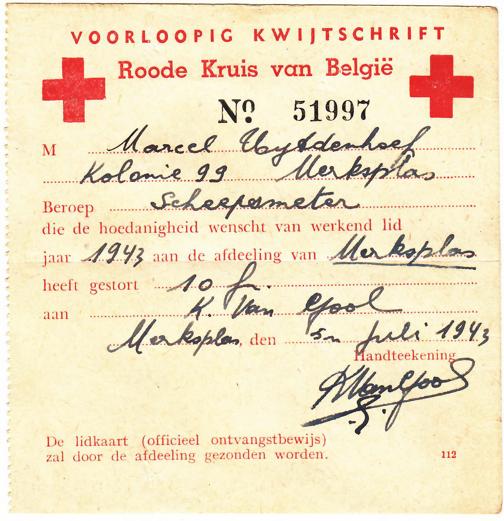 VOORLOOPIG KWIJTSCHRIFT
Roode Kruis van België
No. 51997
M Marcel Uytdenhoef
Kolonie 99 Merksplas
Beroep Scheepsmeter
die de hoedanigheid wenscht van werkend lid
jaar 1943 aan de afdeeling van Merksplas
heeft gestort 10 fr.
aan K. Van Gool
Merksplas, den 5n Juli 1943
Handteekening
KVanGool
De lidkaart (officieel ontvangstbewijs)
zal door de afdeeling gezonden worden.
112